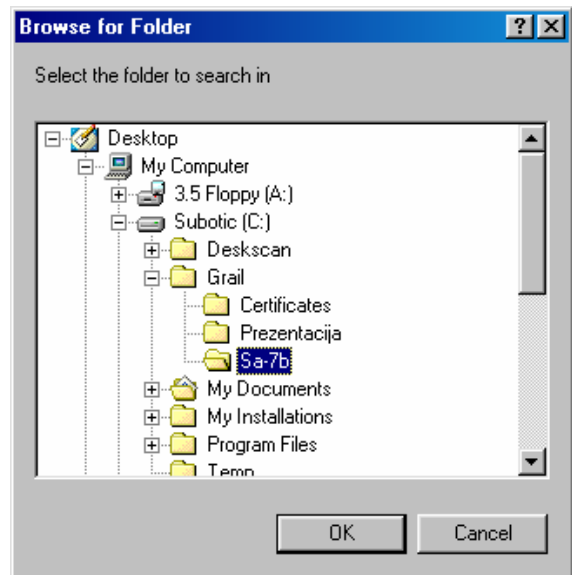 Browse for Folder
Select the folder to search in
Desktop
My Computer
3.5 Floppy (A:)
Subotic (C:)
Deskscan
Grail
Certificates
Prezentacija
Sa-7b
My Documents
My Installations
Program Files
Temp
OK Cancel